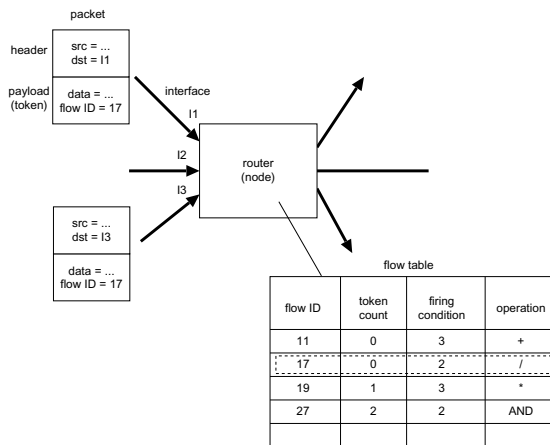 packet
header
src = ...
dst = I1
payload
(token)
data = ...
flow ID = 17
interface
I1
I2
I3
router
(node)
src = ...
dst = I3
data = ...
flow ID = 17
flow table
flow ID token count firing condition operation
11 0 3 +
17 0 2 /
19 1 3 *
27 2 2 AND